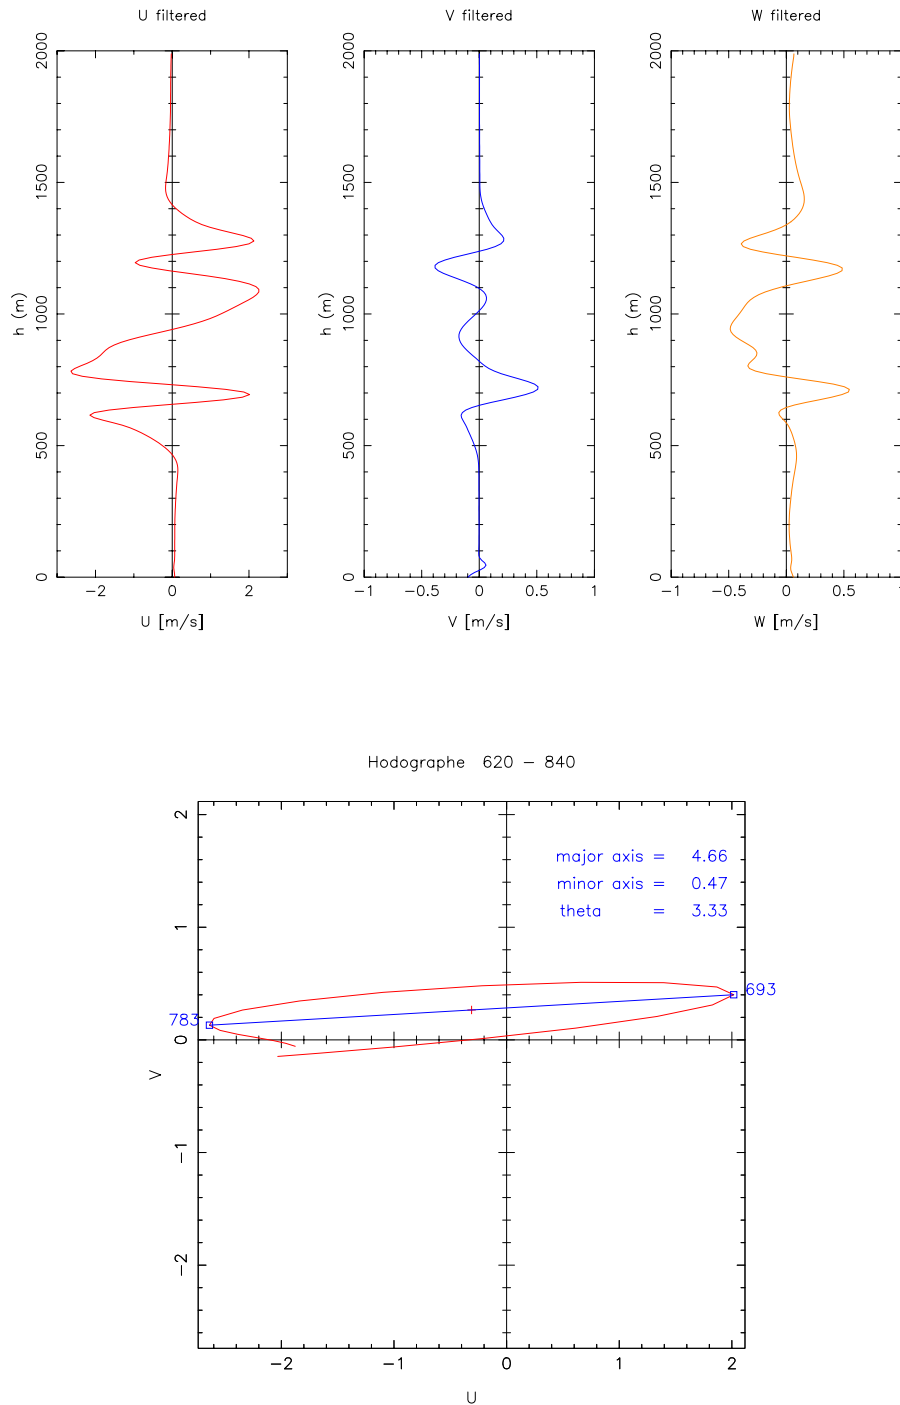 U filtered V filtered W filtered
2000 2000 2000
1500 1500 1500
h (m) h (m) h (m)
1000 1000 1000
500 500 500
0 0 0
−2 0 2 −1 −0.5 0 0.5 1 −1 −0.5 0 0.5 1
U [m/s] V [m/s] W [m/s]
Hodographe 620 − 840
2
major axis = 4.66
minor axis = 0.47
theta = 3.33
1
693
783
0
V
−1
−2
−2 −1 0 1 2
U